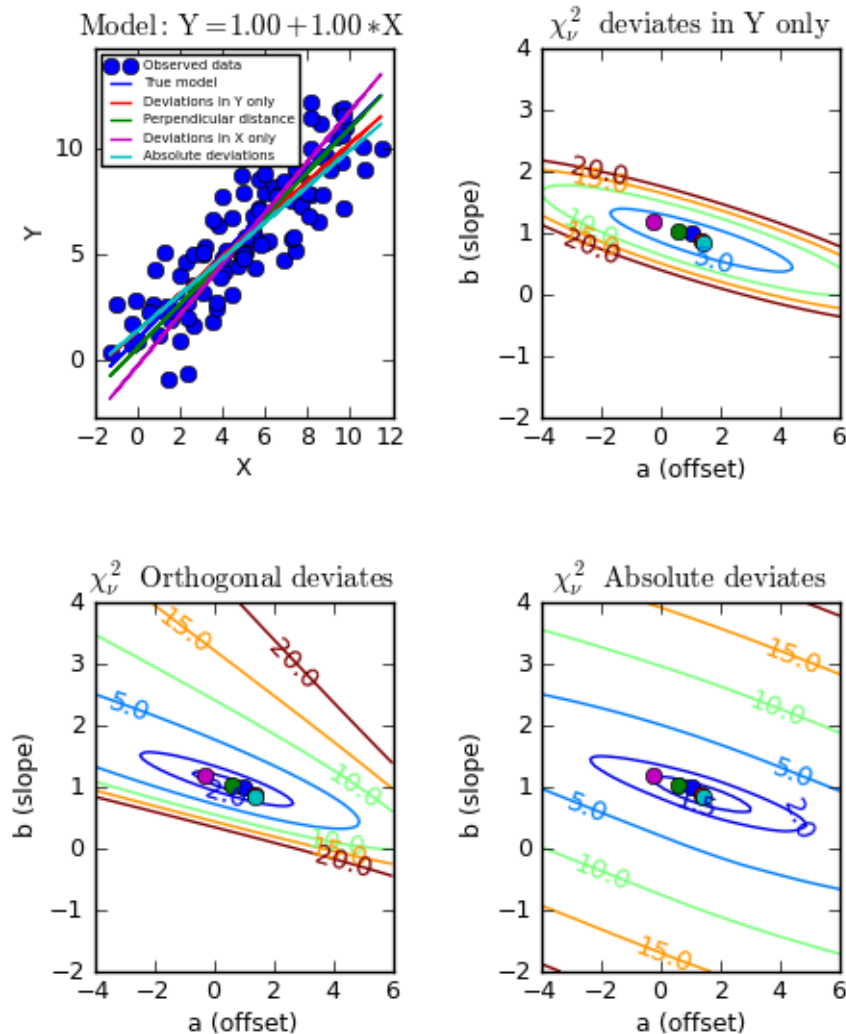 Model: Y=1.00+1.00*X
Observed data
True model
Deviations in Y only
Perpendicular distance
Deviations in X only
Absolute deviations
Y
10
5
0
−2 0 2 4 6 8 10 12
X
χ²ν deviates in Y only
20.0
15.0
10.0
5.0
15.0
20.0
b (slope)
4
3
2
1
0
−1
−2
−4 −2 0 2 4 6
a (offset)
χ²ν Orthogonal deviates
15.0
20.0
5.0
10.0
2.0
10.0
15.0
20.0
b (slope)
4
3
2
1
0
−1
−2
−4 −2 0 2 4 6
a (offset)
χ²ν Absolute deviates
15.0
10.0
5.0
1.5
2.0
5.0
10.0
15.0
b (slope)
4
3
2
1
0
−1
−2
−4 −2 0 2 4 6
a (offset)